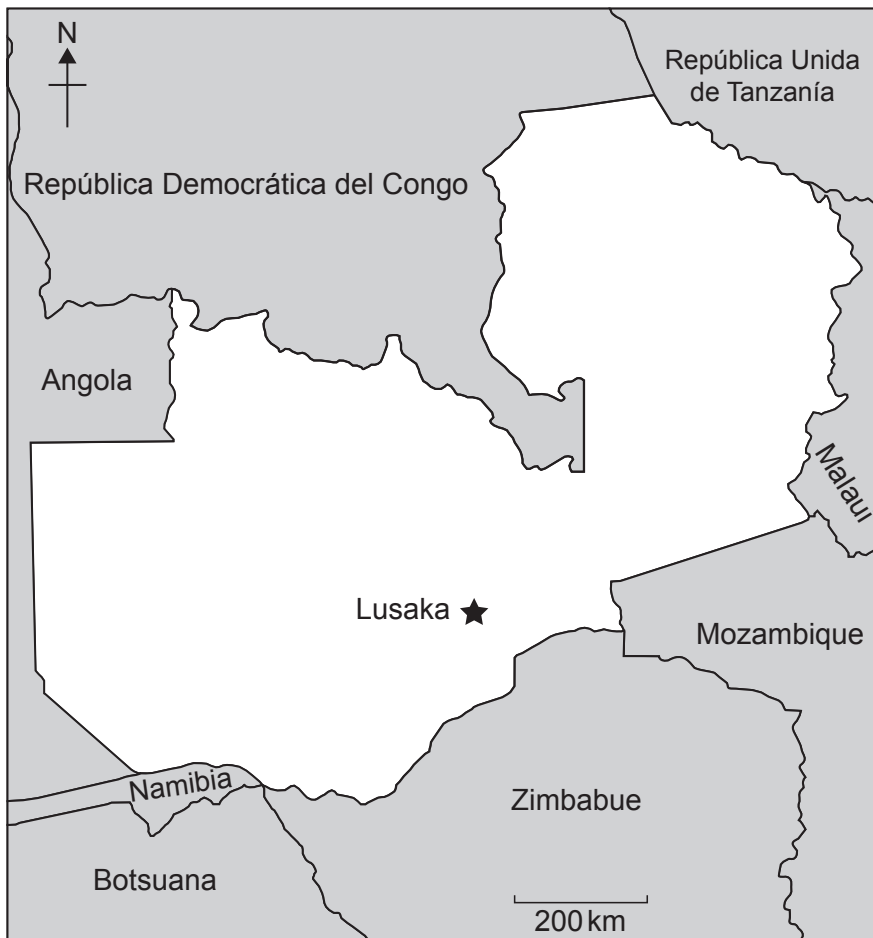 N
República Unida
de Tanzanía
República Democrática del Congo
Angola
Malaui
Lusaka
Mozambique
Namibia
Zimbabue
Botsuana
200 km